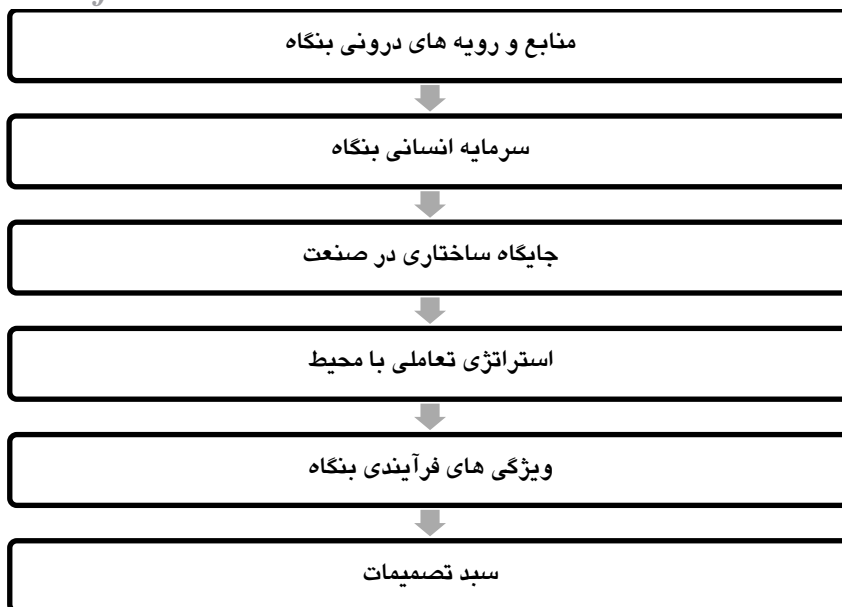 منابع و رویه های درونی بنگاه
سرمایه انسانی بنگاه
جایگاه ساختاری در صنعت
استراتژی تعاملی با محیط
ویژگی های فرآیندی بنگاه
سبد تصمیمات